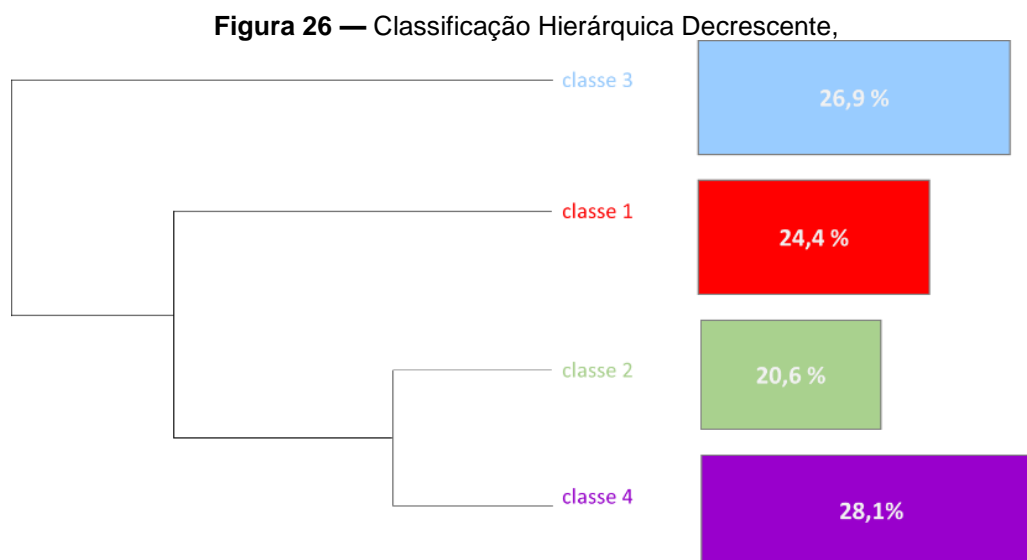 Figura 26 — Classificação Hierárquica Decrescente,
classe 3
26,9 %
classe 1
24,4 %
classe 2
20,6 %
classe 4
28,1%